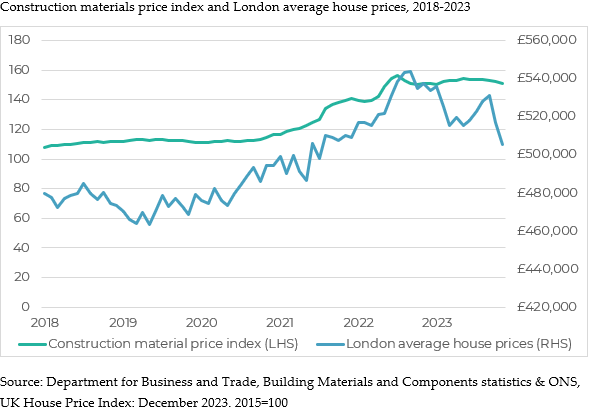 Construction materials price index and London average house prices, 2018-2023
180 £560,000
160 £540,000
140 £520,000
120 £500,000
100 £480,000
80 £460,000
60 £440,000
40 £420,000
20
0
2018 2019 2020 2021 2022 2023
Construction material price index (LHS) London average house prices (RHS)
Source: Department for Business and Trade, Building Materials and Components statistics & ONS,
UK House Price Index: December 2023. 2015=100